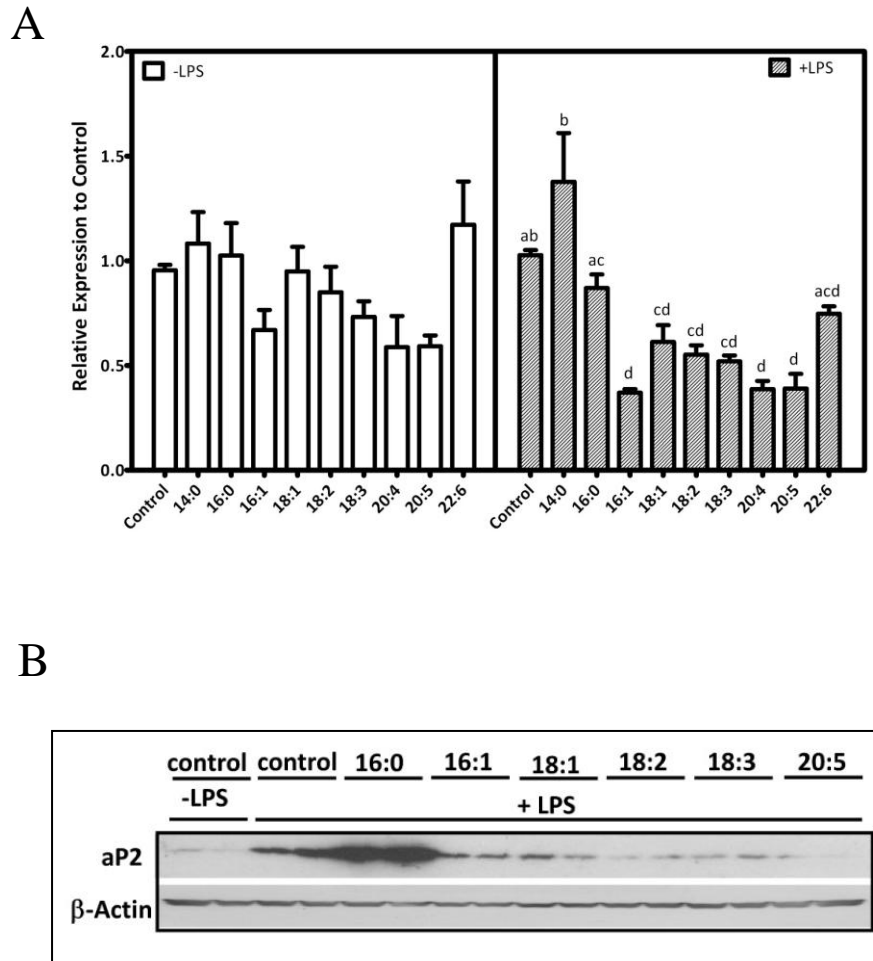 A
2.0
-LPS
+LPS
b
1.5
ab
ac
1.0
acd
cd
cd
cd
0.5
d
d
d
0.0
Relative Expression to Control
Control 14:0 16:0 16:1 18:1 18:2 18:3 20:4 20:5 22:6
Control 14:0 16:0 16:1 18:1 18:2 18:3 20:4 20:5 22:6
B
control control 16:0 16:1 18:1 18:2 18:3 20:5
-LPS + LPS
aP2
β-Actin